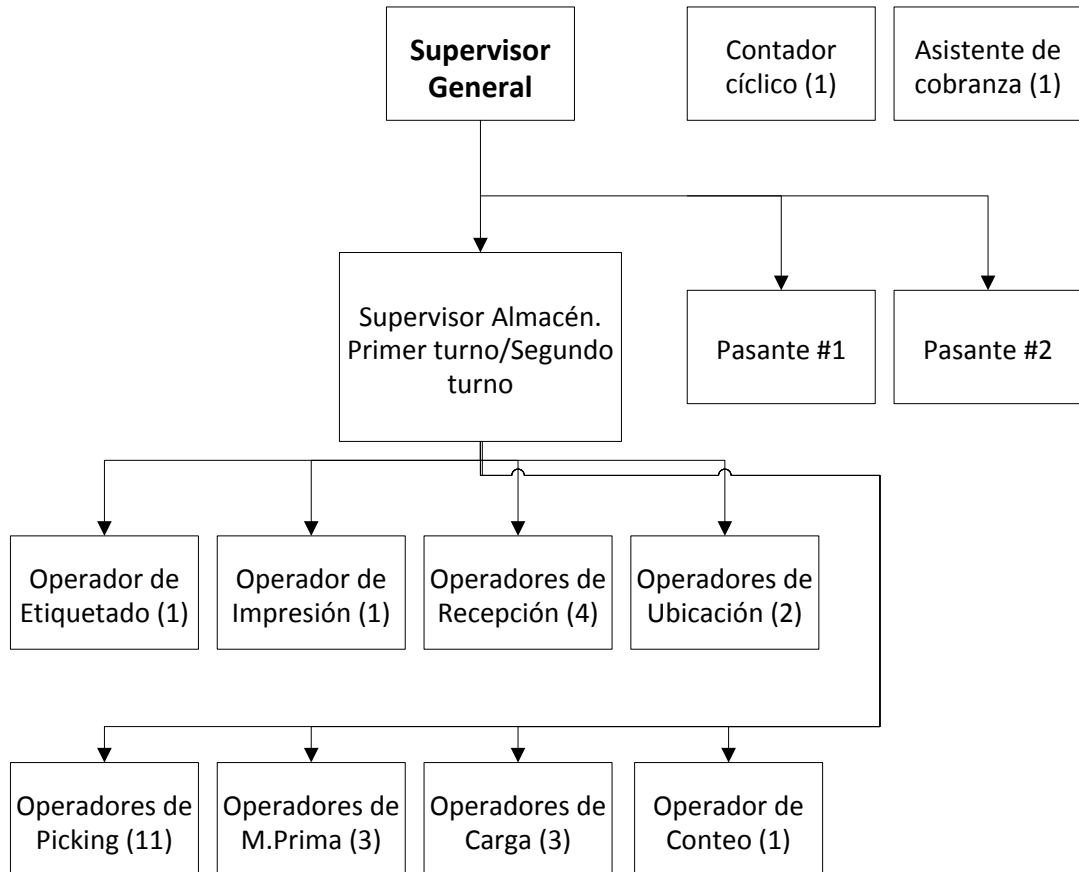 Supervisor
General
Contador
cíclico (1)
Asistente de
cobranza (1)
Supervisor Almacén.
Primer turno/Segundo
turno
Pasante #1
Pasante #2
Operador de
Etiquetado (1)
Operador de
Impresión (1)
Operadores de
Recepción (4)
Operadores de
Ubicación (2)
Operadores de
Picking (11)
Operadores de
M.Prima (3)
Operadores de
Carga (3)
Operador de
Conteo (1)